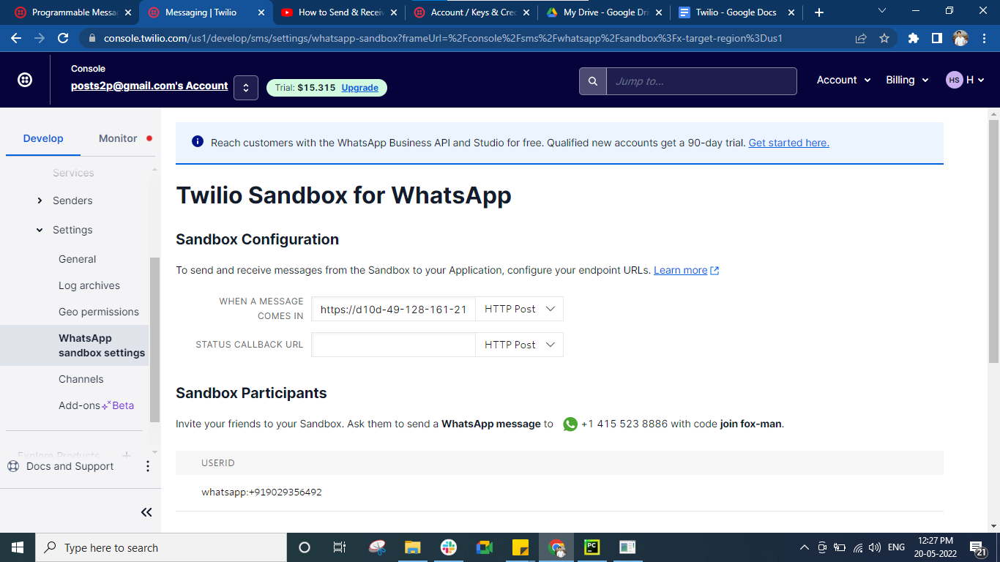 Programmable Messa
Messaging | Twilio
How to Send & Recei
Account / Keys & Cre
My Drive - Google Dri
Twilio - Google Docs
console.twilio.com/us1/develop/sms/settings/whatsapp-sandbox?frameUrl=%2Fconsole%2Fsms%2Fwhatsapp%2Fsandbox%3Fx-target-region%3Dus1
Console
posts2p@gmail.com's Account
Trial: $15.315 Upgrade
Jump to...
Account
Billing
HS H
Develop
Monitor
Reach customers with the WhatsApp Business API and Studio for free. Qualified new accounts get a 90-day trial. Get started here.
Services
Senders
Settings
General
Log archives
Geo permissions
WhatsApp
sandbox settings
Channels
Add-ons Beta
Explore Products
Docs and Support
Twilio Sandbox for WhatsApp
Sandbox Configuration
To send and receive messages from the Sandbox to your Application, configure your endpoint URLs. Learn more
WHEN A MESSAGE
COMES IN
https://d10d-49-128-161-21
HTTP Post
STATUS CALLBACK URL
HTTP Post
Sandbox Participants
Invite your friends to your Sandbox. Ask them to send a WhatsApp message to +1 415 523 8886 with code join fox-man.
USERID
whatsapp:+919029356492
Type here to search
PC
ENG
12:27 PM
20-05-2022
21